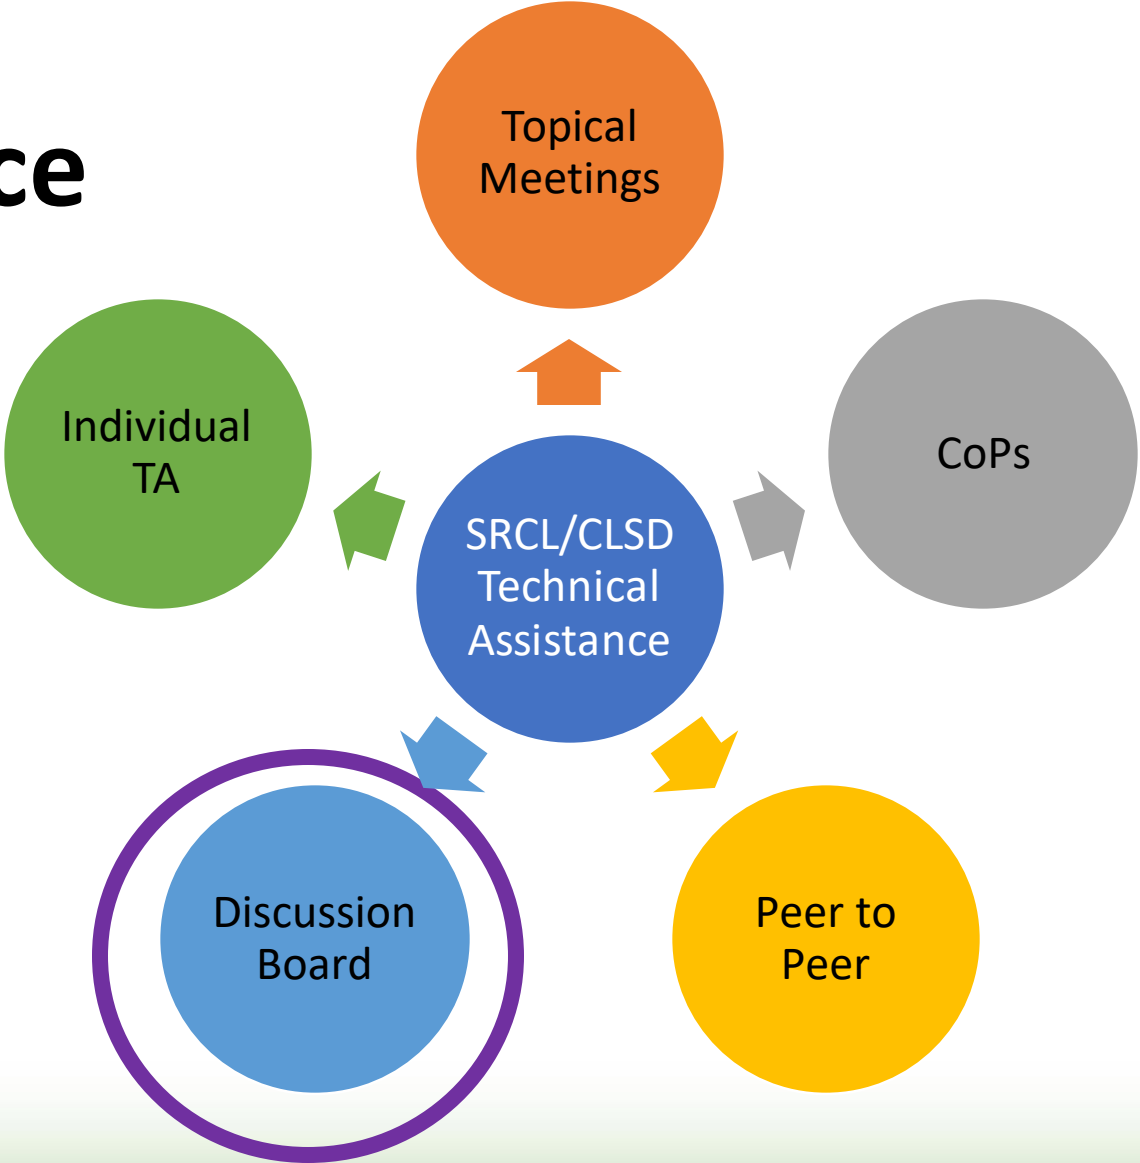 ce
Topical
Meetings
Individual
TA
CoPs
SRCL/CLSD
Technical
Assistance
Discussion
Board
Peer to
Peer